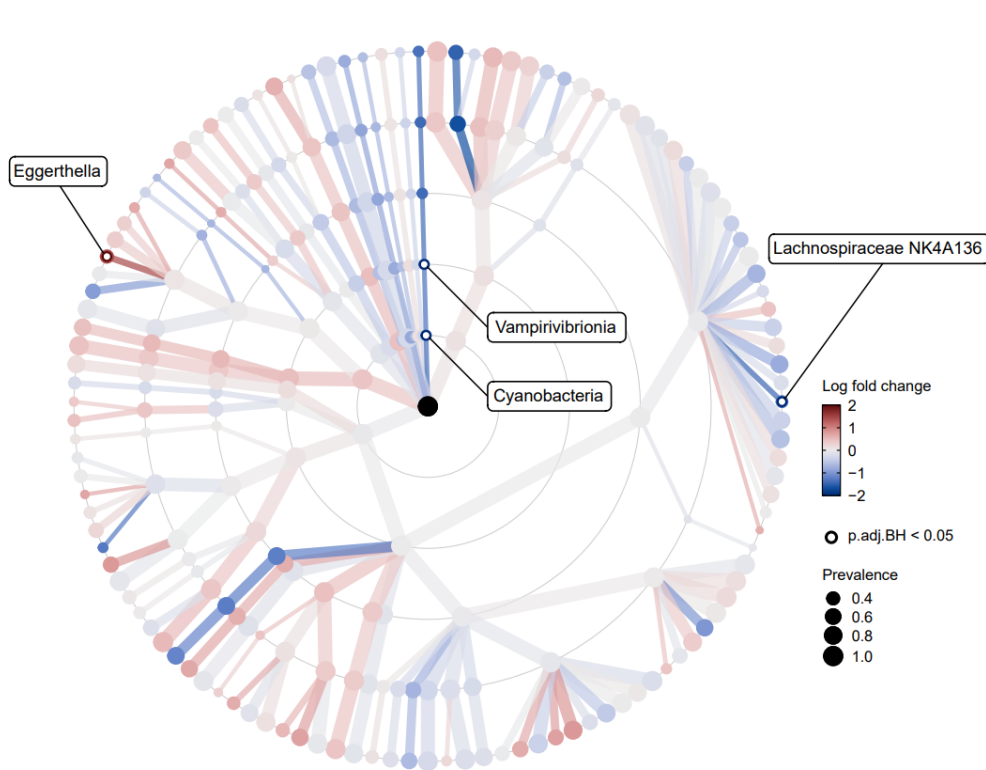 Eggerthella
Lachnospiraceae NK4A136
Vampirivibrionia
Cyanobacteria
Log fold change
2
1
0
−1
−2
p.adj.BH < 0.05
Prevalence
0.4
0.6
0.8
1.0